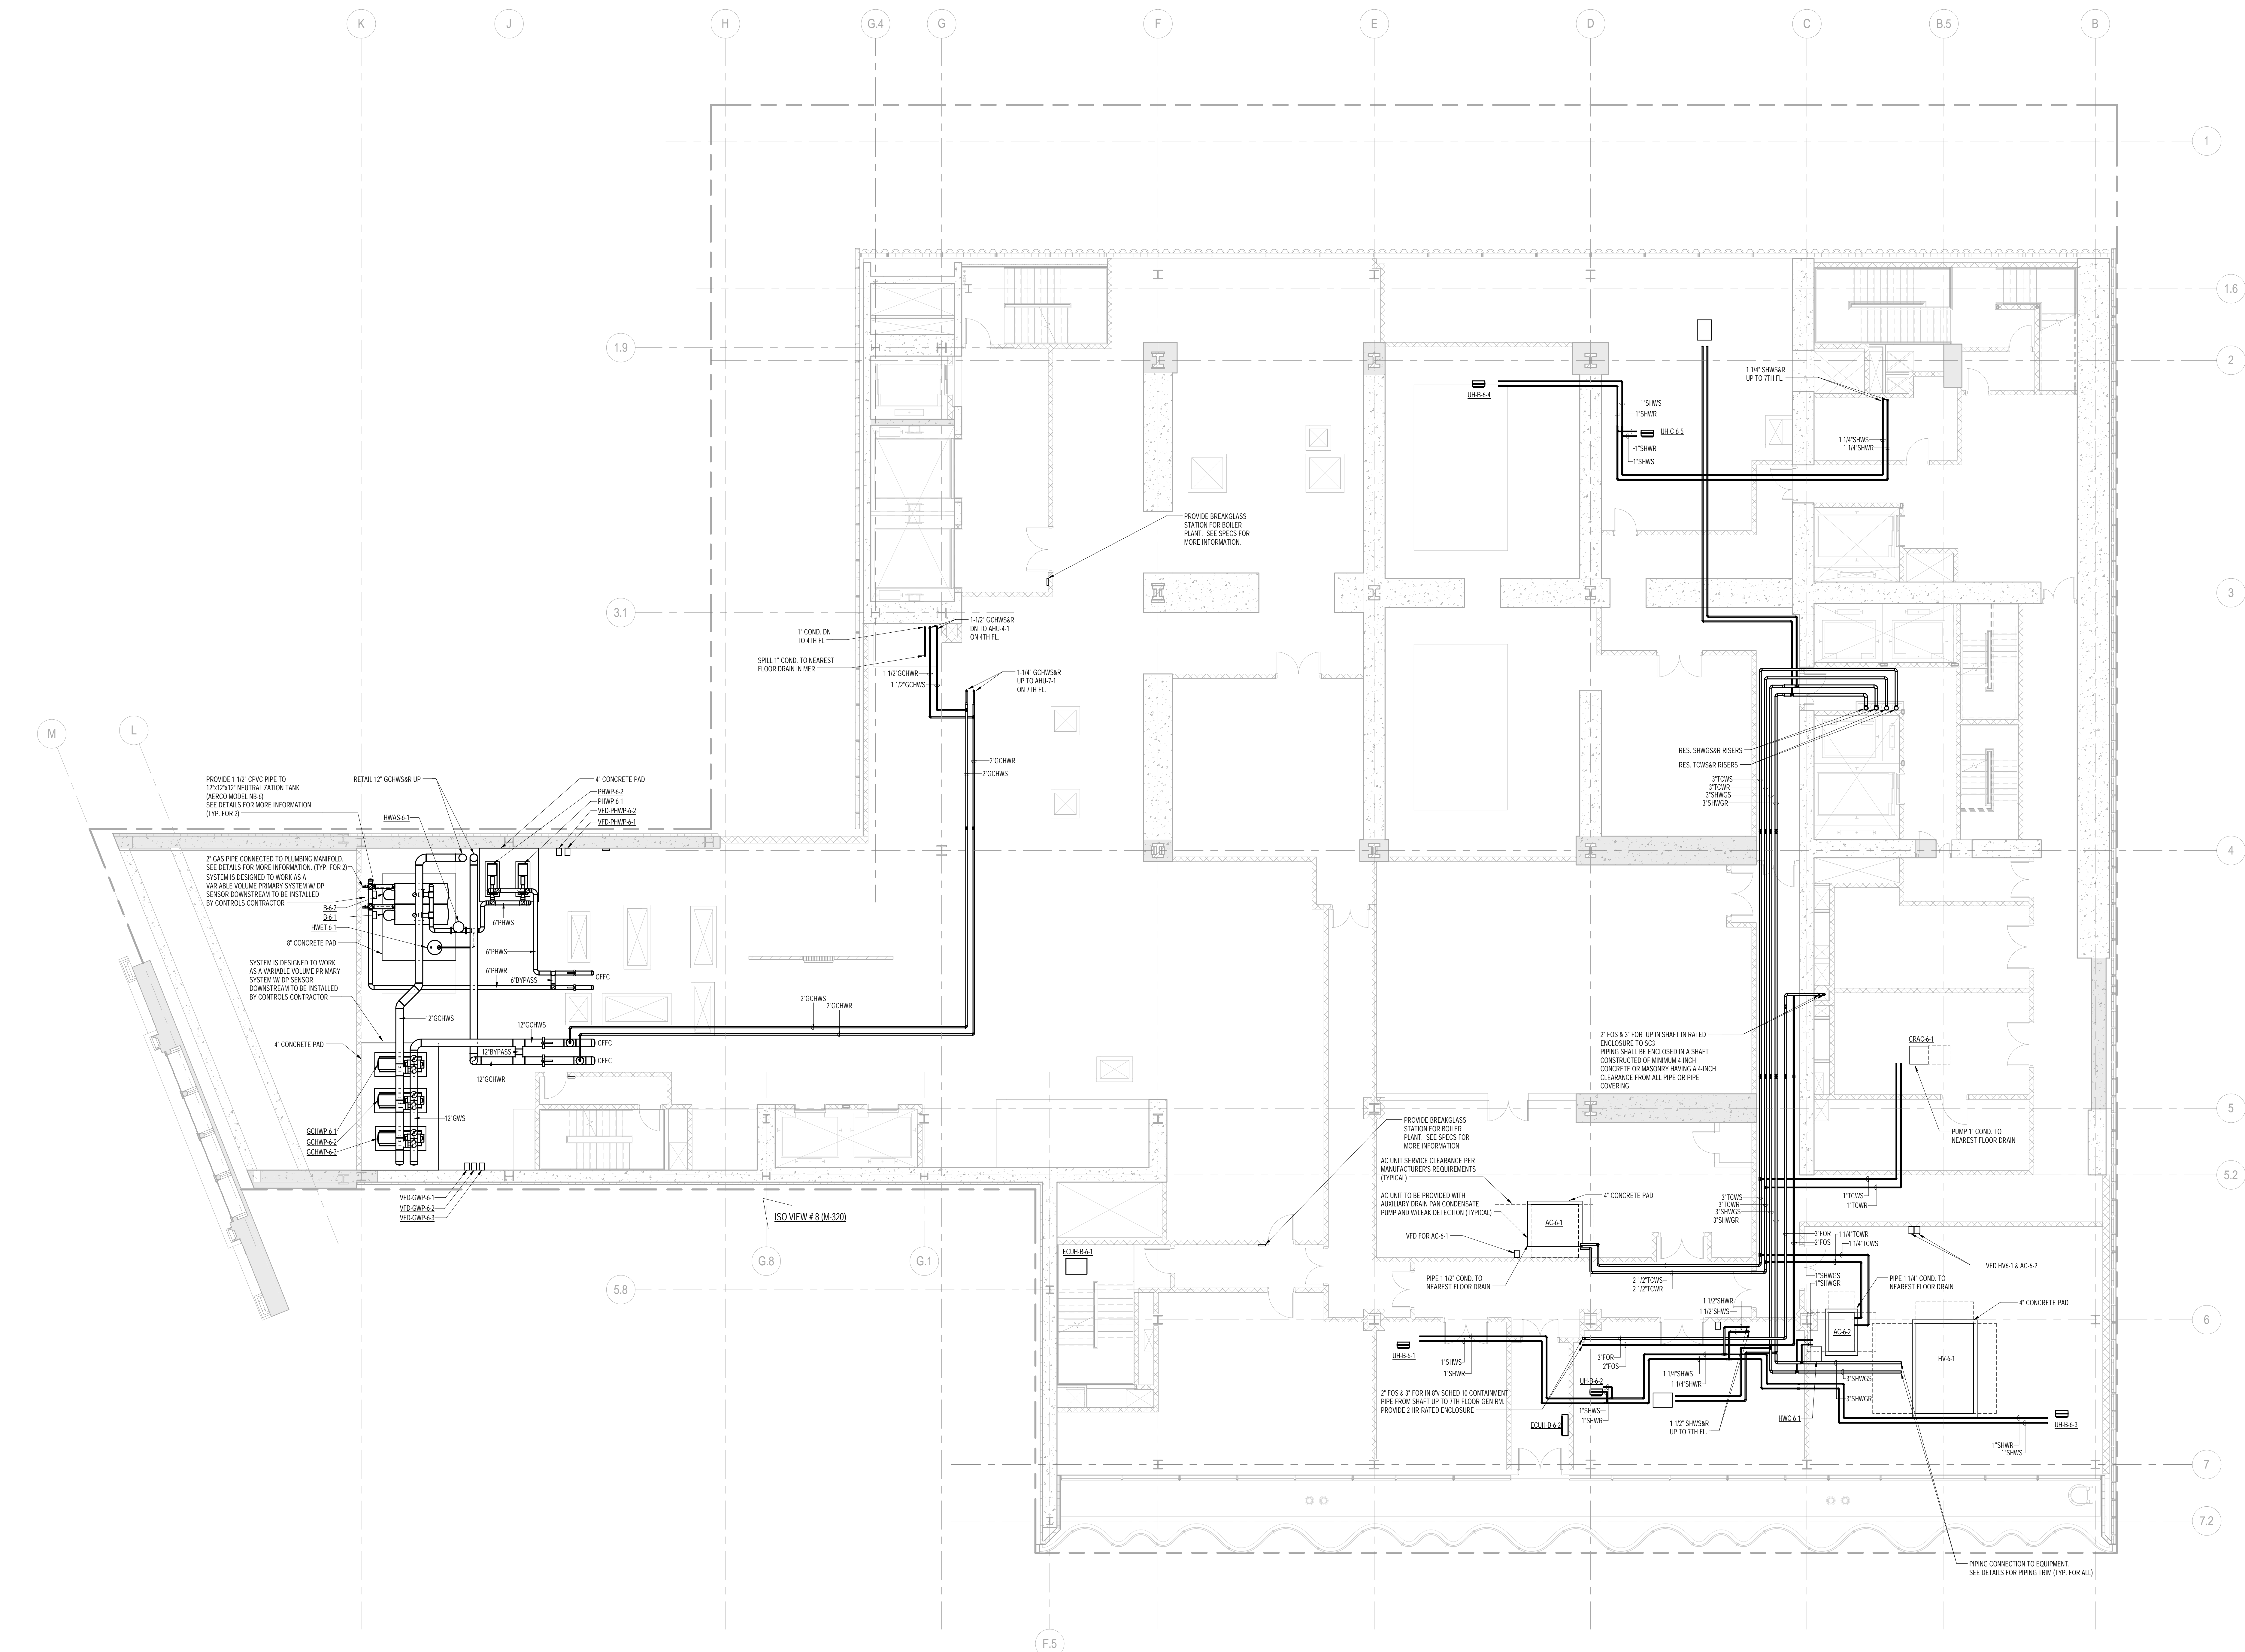 K
J
H
G.4
G
F
E
D
C
B.5
B
1
1.6
1.9
2
1 1/4" SHWS&R
UP TO 7TH FL.
UH-B-6-4
1"SHWS
1"SHWR
UH-C-6-5
1"SHWR
1"SHWS
1 1/4"SHWS
1 1/4"SHWR
PROVIDE BREAKGLASS
STATION FOR BOILER
PLANT. SEE SPECS FOR
MORE INFORMATION.
3
3.1
1" COND. DN
TO 4TH FL
1-1/2" GCHWS&R
DN TO AHU-4-1
ON 4TH FL.
SPILL 1" COND. TO NEAREST
FLOOR DRAIN IN MER
1 1/2"GCHWR
1 1/2"GCHWS
1-1/4" GCHWS&R
UP TO AHU-7-1
ON 7TH FL.
2"GCHWR
2"GCHWS
RES. SHWGS&R RISERS
RES. TCWS&R RISERS
3"TCWS
3"TCWR
3"SHWGS
3"SHWGR
M
L
PROVIDE 1-1/2" CPVC PIPE TO
12"x12"x12" NEUTRALIZATION TANK
(AERCO MODEL NB-6)
SEE DETAILS FOR MORE INFORMATION
(TYP. FOR 2)
RETAIL 12" GCHWS&R UP
HWAS-6-1
4" CONCRETE PAD
PHWP-6-2
PHWP-6-1
VFD-PHWP-6-2
VFD-PHWP-6-1
4
2" GAS PIPE CONNECTED TO PLUMBING MANIFOLD.
SEE DETAILS FOR MORE INFORMATION. (TYP. FOR 2)
SYSTEM IS DESIGNED TO WORK AS A
VARIABLE VOLUME PRIMARY SYSTEM W/ DP
SENSOR DOWNSTREAM TO BE INSTALLED
BY CONTROLS CONTRACTOR
B-6-2
B-6-1
HWET-6-1
8" CONCRETE PAD
6"PHWS
6"PHWS
6"PHWR
6"BYPASS
CFFC
SYSTEM IS DESIGNED TO WORK
AS A VARIABLE VOLUME PRIMARY
SYSTEM W/ DP SENSOR
DOWNSTREAM TO BE INSTALLED
BY CONTROLS CONTRACTOR
12"GCHWS
4" CONCRETE PAD
12"GCHWS
12"BYPASS
12"GCHWR
CFFC
CFFC
2"GCHWS
2"GCHWR
12"GWS
GCHWP-6-1
GCHWP-6-2
GCHWP-6-3
VFD-GWP-6-1
VFD-GWP-6-2
VFD-GWP-6-3
2" FOS & 3" FOR UP IN SHAFT IN RATED
ENCLOSURE TO SC3
PIPING SHALL BE ENCLOSED IN A SHAFT
CONSTRUCTED OF MINIMUM 4-INCH
CONCRETE OR MASONRY HAVING A 4-INCH
CLEARANCE FROM ALL PIPE OR PIPE
COVERING
CRAC-6-1
5
PUMP 1" COND. TO
NEAREST FLOOR DRAIN
PROVIDE BREAKGLASS
STATION FOR BOILER
PLANT. SEE SPECS FOR
MORE INFORMATION.
AC UNIT SERVICE CLEARANCE PER
MANUFACTURER'S REQUIREMENTS
(TYPICAL)
AC UNIT TO BE PROVIDED WITH
AUXILIARY DRAIN PAN CONDENSATE
PUMP AND W/LEAK DETECTION (TYPICAL)
VFD FOR AC-6-1
4" CONCRETE PAD
AC-6-1
5.2
1"TCWS
1"TCWR
3"TCWS
3"TCWR
3"SHWGS
3"SHWGR
ISO VIEW # 8 (M-320)
G.8
G.1
5.8
ECUH-B-6-1
3"FOR
2"FOS
1 1/4"TCWR
1 1/4"TCWS
VFD HV6-1 & AC-6-2
PIPE 1 1/2" COND. TO
NEAREST FLOOR DRAIN
2 1/2"TCWS
2 1/2"TCWR
1"SHWGS
1"SHWGR
PIPE 1 1/4" COND. TO
NEAREST FLOOR DRAIN
4" CONCRETE PAD
1 1/2"SHWR
1 1/2"SHWS
6
AC-6-2
HV-6-1
UH-B-6-1
1"SHWS
1"SHWR
3"FOR
2"FOS
1 1/4"SHWS
1 1/4"SHWR
UH-B-6-2
3"SHWGS
3"SHWGR
2" FOS & 3" FOR IN 8"v SCHED 10 CONTAINMENT
PIPE FROM SHAFT UP TO 7TH FLOOR GEN RM.
PROVIDE 2 HR RATED ENCLOSURE
1"SHWS
1"SHWR
ECUH-B-6-2
1 1/2" SHWS&R
UP TO 7TH FL.
HWC-6-1
UH-B-6-3
1"SHWR
1"SHWS
7
7.2
PIPING CONNECTION TO EQUIPMENT.
SEE DETAILS FOR PIPING TRIM (TYP. FOR ALL)
F.5